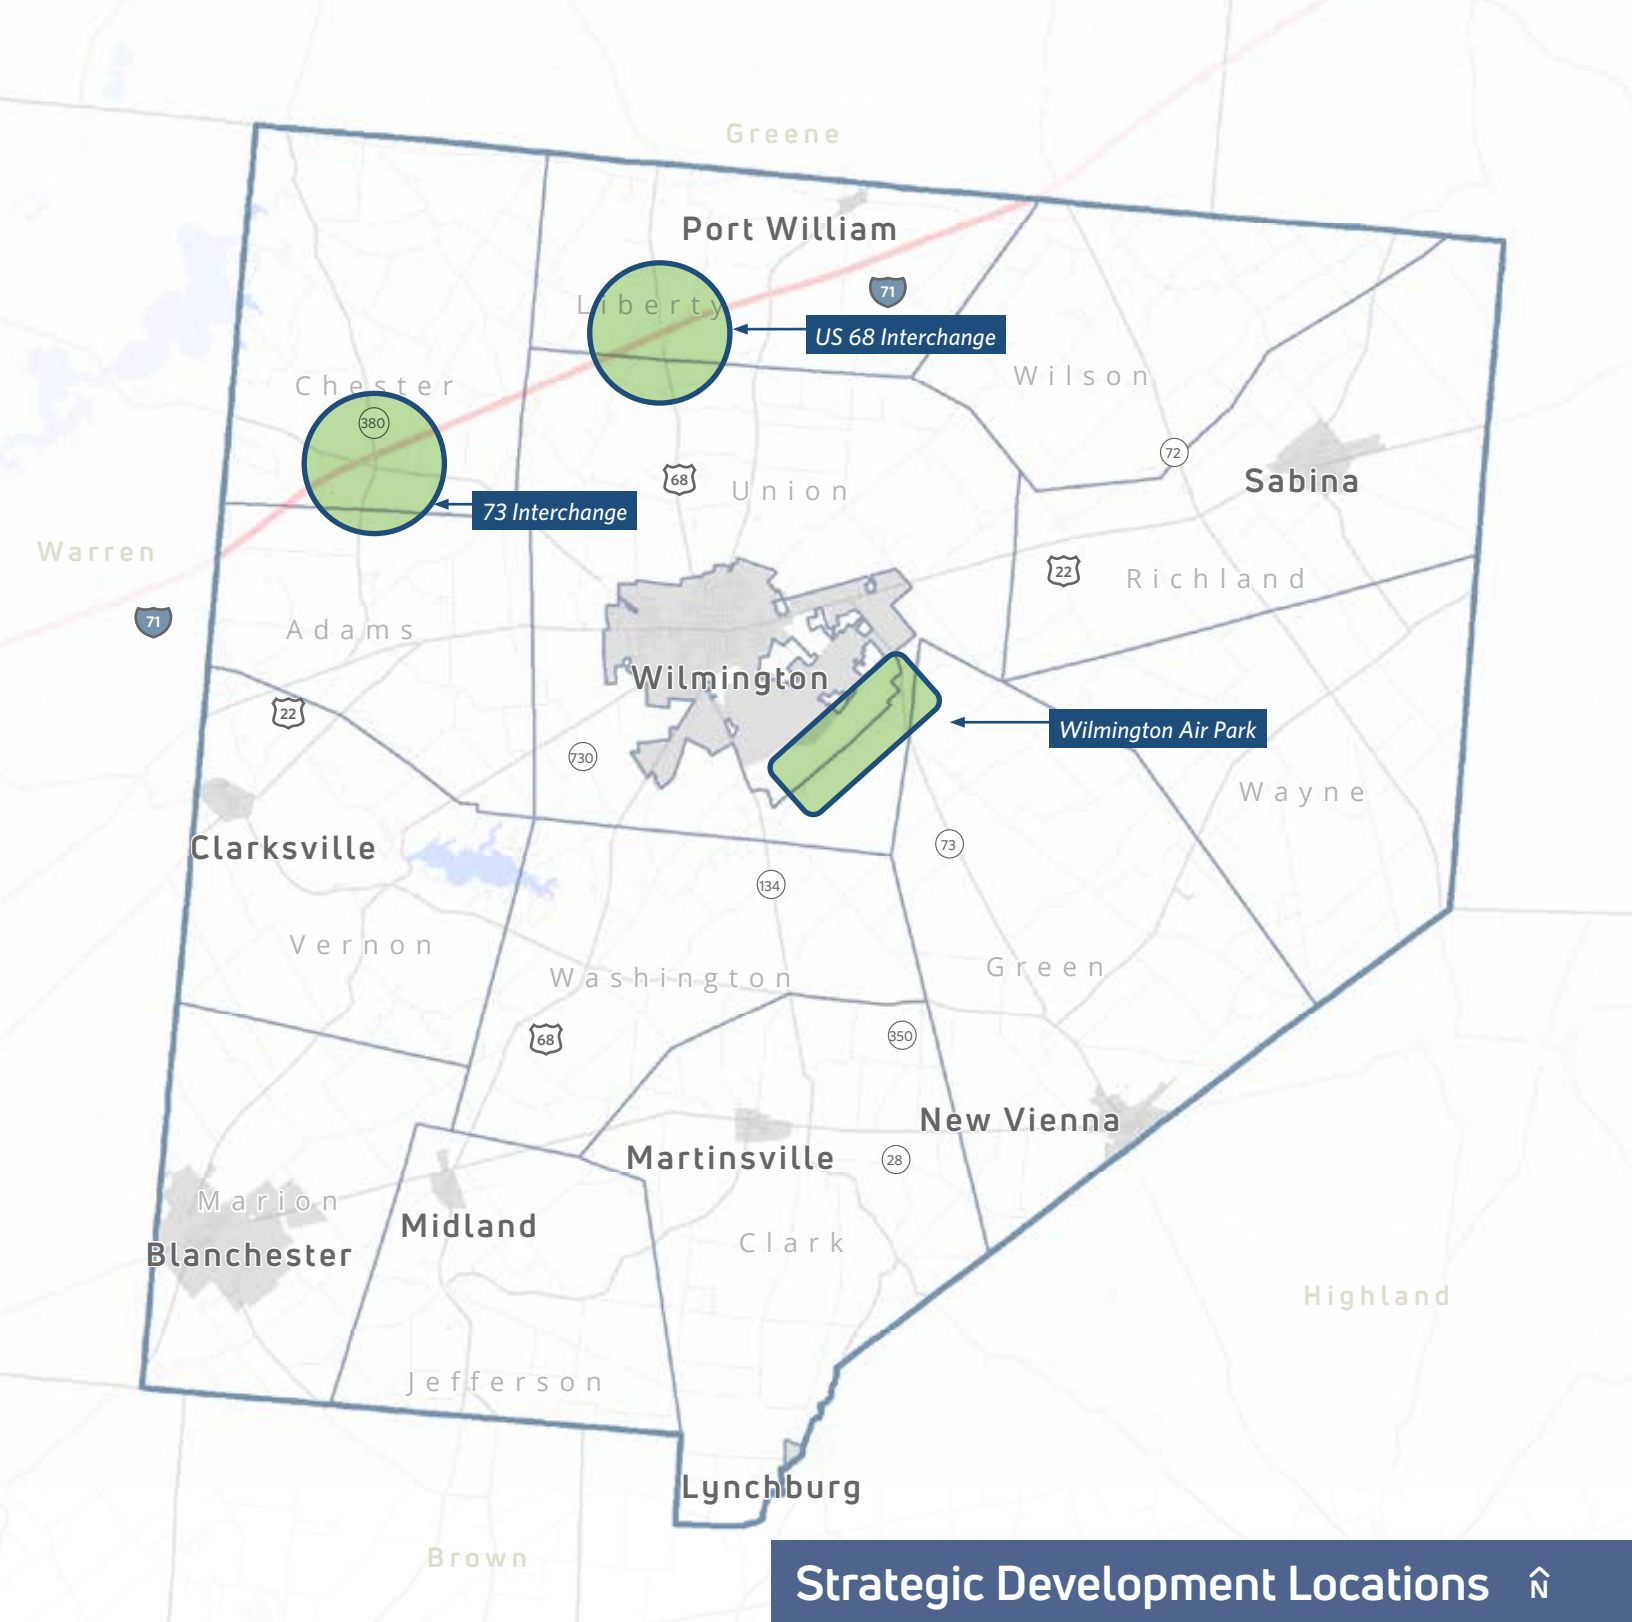 Greene
Port William
71
Liberty
US 68 Interchange
Wilson
Chester
380
72
Sabina
68
Union
73 Interchange
Warren
22
Richland
71
Adams
Wilmington
22
Wilmington Air Park
730
Wayne
Clarksville
73
134
Vernon
Green
Washington
68
350
New Vienna
Martinsville
28
Marion
Midland
Clark
Blanchester
Highland
Jefferson
Lynchburg
Brown
Strategic Development Locations N